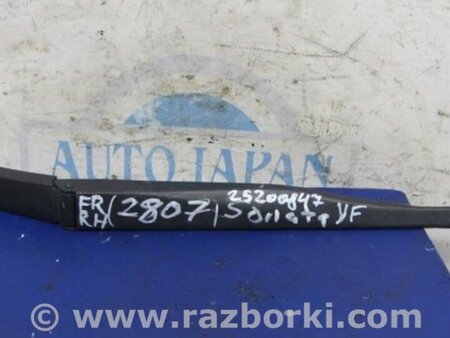 AUTO JAPAN
25200847
FR (2807) Sonata YF
RH
www.razborki.com